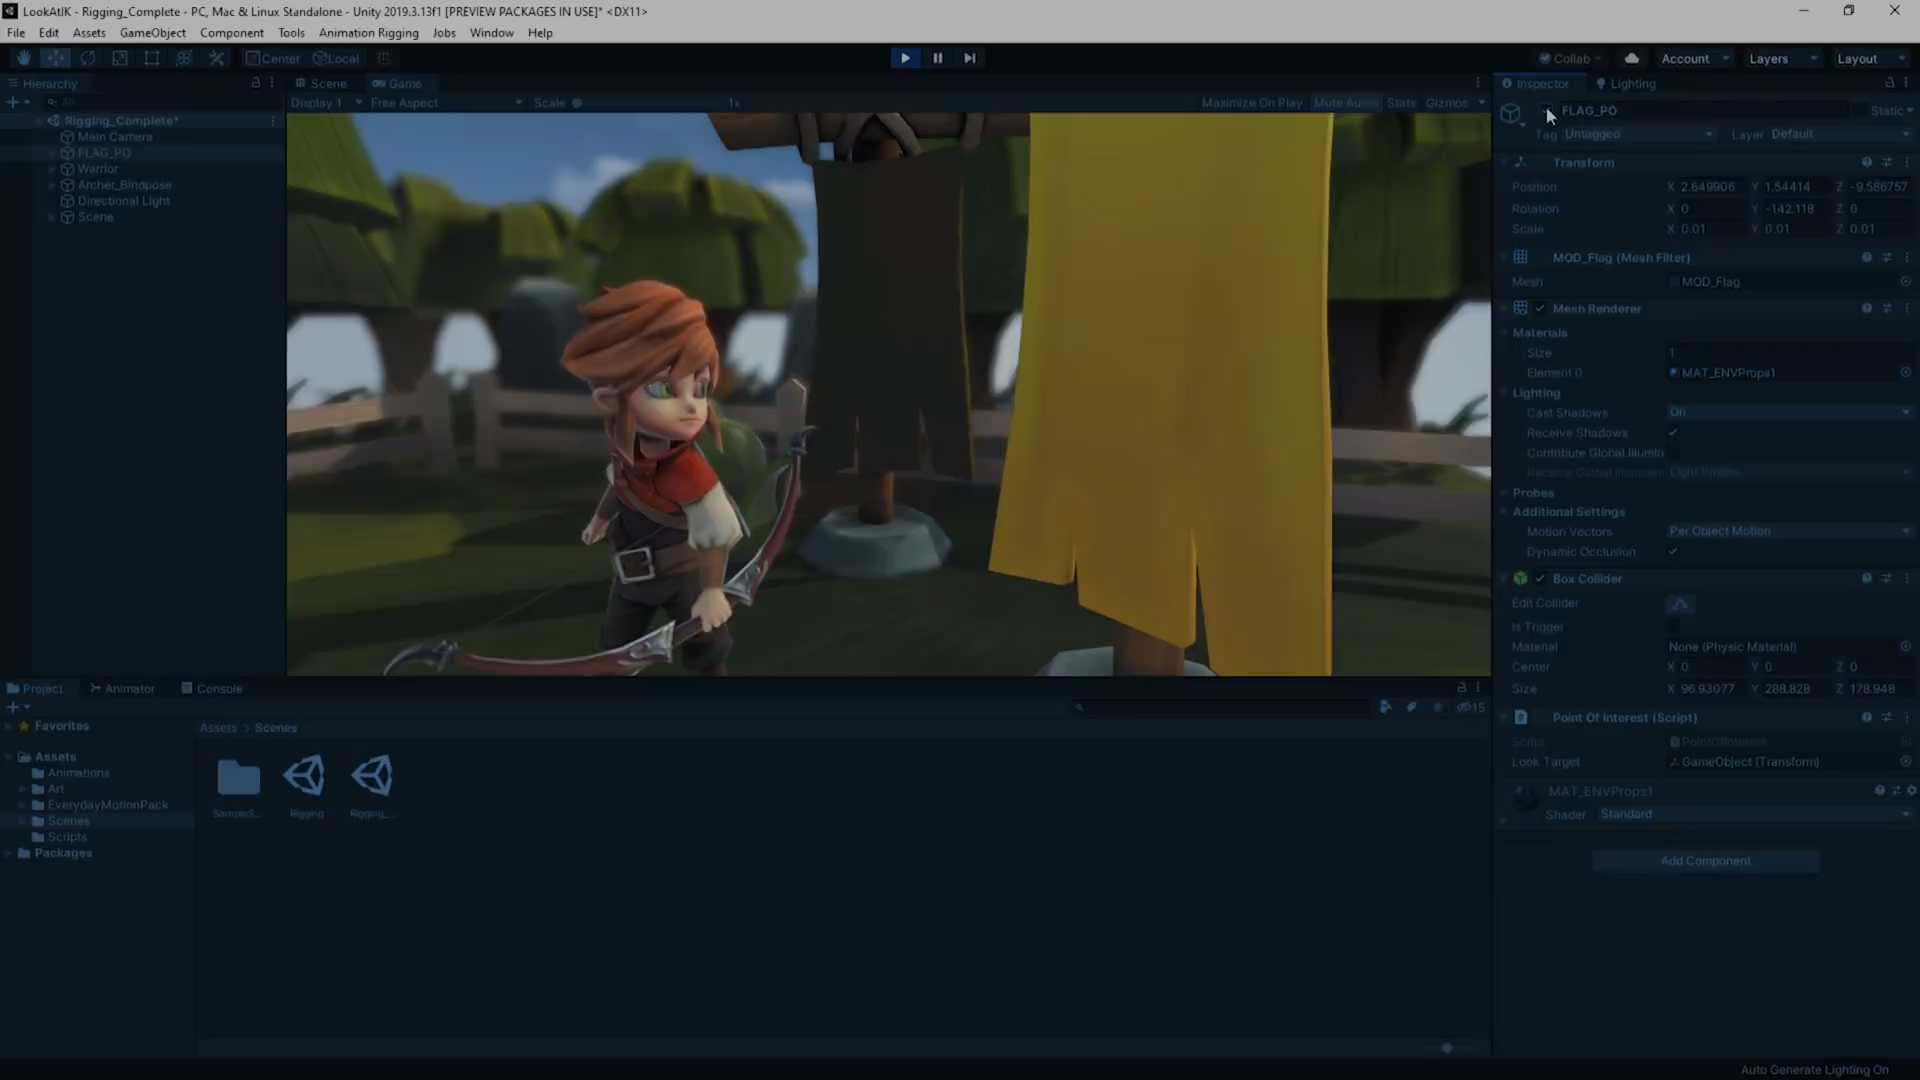 LookAtIK - Rigging_Complete - PC, Mac & Linux Standalone - Unity 2019.3.13f1 [PREVIEW PACKAGES IN USE]* <DX11>
File Edit Assets GameObject Component Tools Animation Rigging Jobs Window Help
Center Local Collab Account Layers Layout
Hierarchy
All
Rigging_Complete*
Main Camera
FLAG_PO
Warrior
Archer_Bindpose
Directional Light
Scene
Scene Game
Display 1 Free Aspect Scale 1x Maximize On Play Mute Audio Stats Gizmos
Inspector Lighting
FLAG_PO Static
Tag Untagged Layer Default
Transform
Position X 2.649906 Y 1.54414 Z -9.586757
Rotation X 0 Y -142.118 Z 0
Scale X 0.01 Y 0.01 Z 0.01
MOD_Flag (Mesh Filter)
Mesh MOD_Flag
Mesh Renderer
Materials
Size 1
Element 0 MAT_ENVProps1
Lighting
Cast Shadows On
Receive Shadows
Contribute Global Illumin
Receive Global Illumin Light Probes
Probes
Additional Settings
Motion Vectors Per Object Motion
Dynamic Occlusion
Box Collider
Edit Collider
Is Trigger
Material None (Physic Material)
Center X 0 Y 0 Z 0
Size X 96.93077 Y 288.828 Z 178.948
Point Of Interest (Script)
Script PointOfInterest
Look Target GameObject (Transform)
MAT_ENVProps1
Shader Standard
Add Component
Project Animator Console
15
Favorites
Assets
Animations
Art
EverydayMotionPack
Scenes
Scripts
Packages
Assets > Scenes
SampleS...
Rigging
Rigging_...
Auto Generate Lighting On